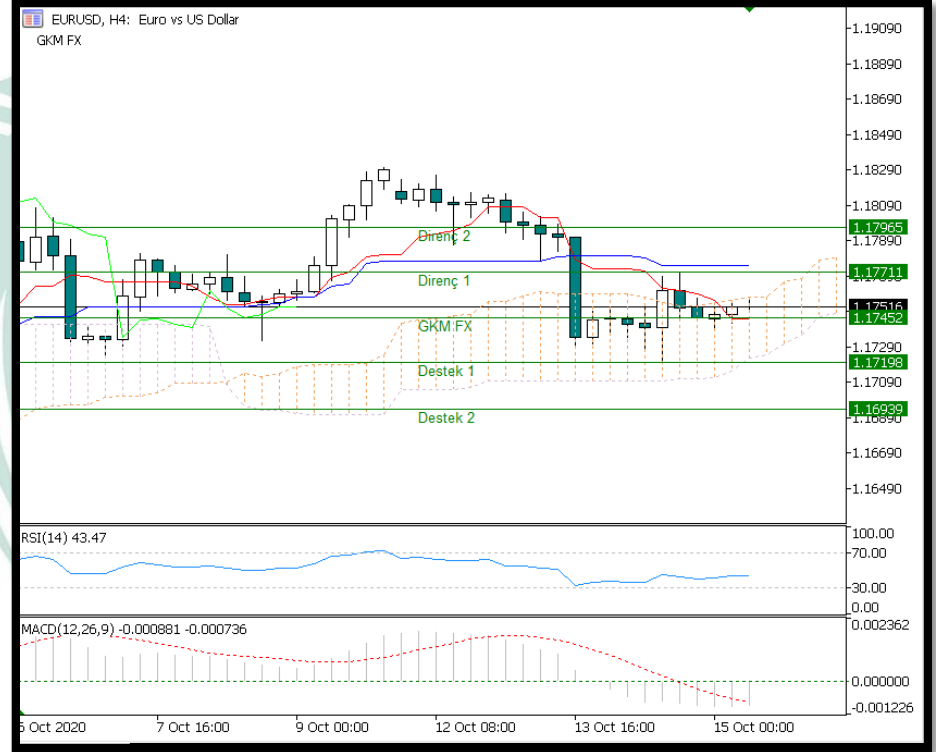 EURUSD, H4: Euro vs US Dollar
GKM FX
1.19090
1.18890
1.18690
1.18490
1.18290
1.18090
1.17965
Direnç 2
1.17890
1.17711
Direnç 1
1.17516
1.17452
GKM FX
1.17290
1.17198
Destek 1
1.17090
1.16939
Destek 2
1.16890
1.16690
1.16490
RSI(14) 43.47
100.00
70.00
30.00
0.00
MACD(12,26,9) -0.000881 -0.000736
0.002362
0.000000
-0.001226
Oct 2020
7 Oct 16:00
9 Oct 00:00
12 Oct 08:00
13 Oct 16:00
15 Oct 00:00